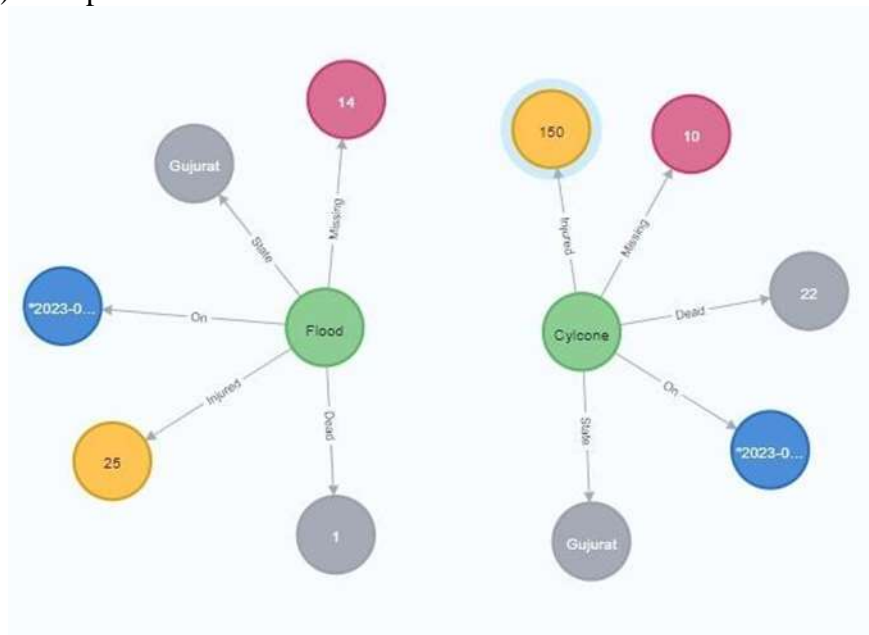 14
Gujurat
Missing
State
"2023-0...
On
Flood
Injured
Dead
25
1
150
10
Injured
Missing
22
Dead
Cylcone
On
"2023-0...
State
Gujurat